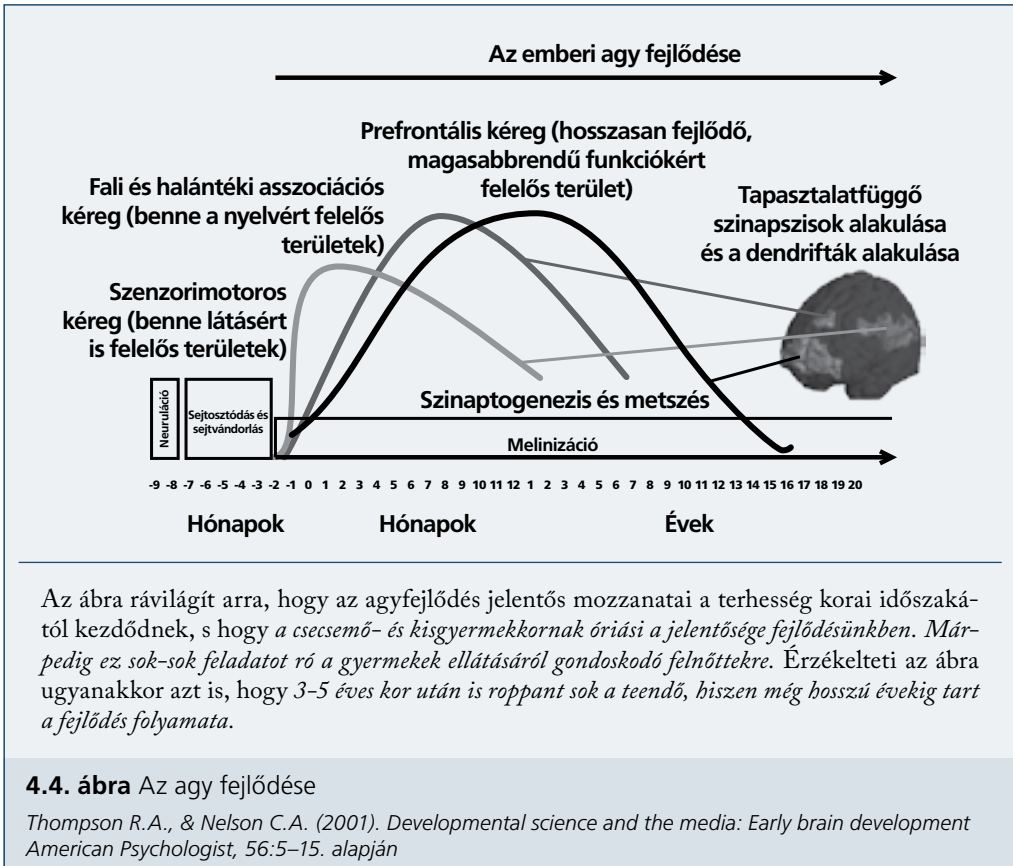 Az emberi agy fejlődése
Prefrontális kéreg (hosszasan fejlődő,
magasabbrendű funkciókért
felelős terület)
Fali és halántéki asszociációs
kéreg (benne a nyelvért felelős
területek)
Tapasztalatfüggő
szinapszisok alakulása
és a dendrifták alakulása
Szenzorimotoros
kéreg (benne látásért
is felelős területek)
Neuruláció
Sejtosztódás és
sejtvándorlás
Szinaptogenezis és metszés
Melinizáció
-9 -8 -7 -6 -5 -4 -3 -2 -1 0 1 2 3 4 5 6 7 8 9 10 11 12 1 2 3 4 5 6 7 8 9 10 11 12 13 14 15 16 17 18 19 20
Hónapok Hónapok Évek
Az ábra rávilágít arra, hogy az agyfejlődés jelentős mozzanatai a terhesség korai időszaká-
tól kezdődnek, s hogy a csecsemő- és kisgyermekkornak óriási a jelentősége fejlődésünkben. Már-
pedig ez sok-sok feladatot ró a gyermekek ellátásáról gondoskodó felnőttekre. Érzékelteti az ábra
ugyanakkor azt is, hogy 3-5 éves kor után is roppant sok a teendő, hiszen még hosszú évekig tart
a fejlődés folyamata.
4.4. ábra Az agy fejlődése
Thompson R.A., & Nelson C.A. (2001). Developmental science and the media: Early brain development
American Psychologist, 56:5–15. alapján